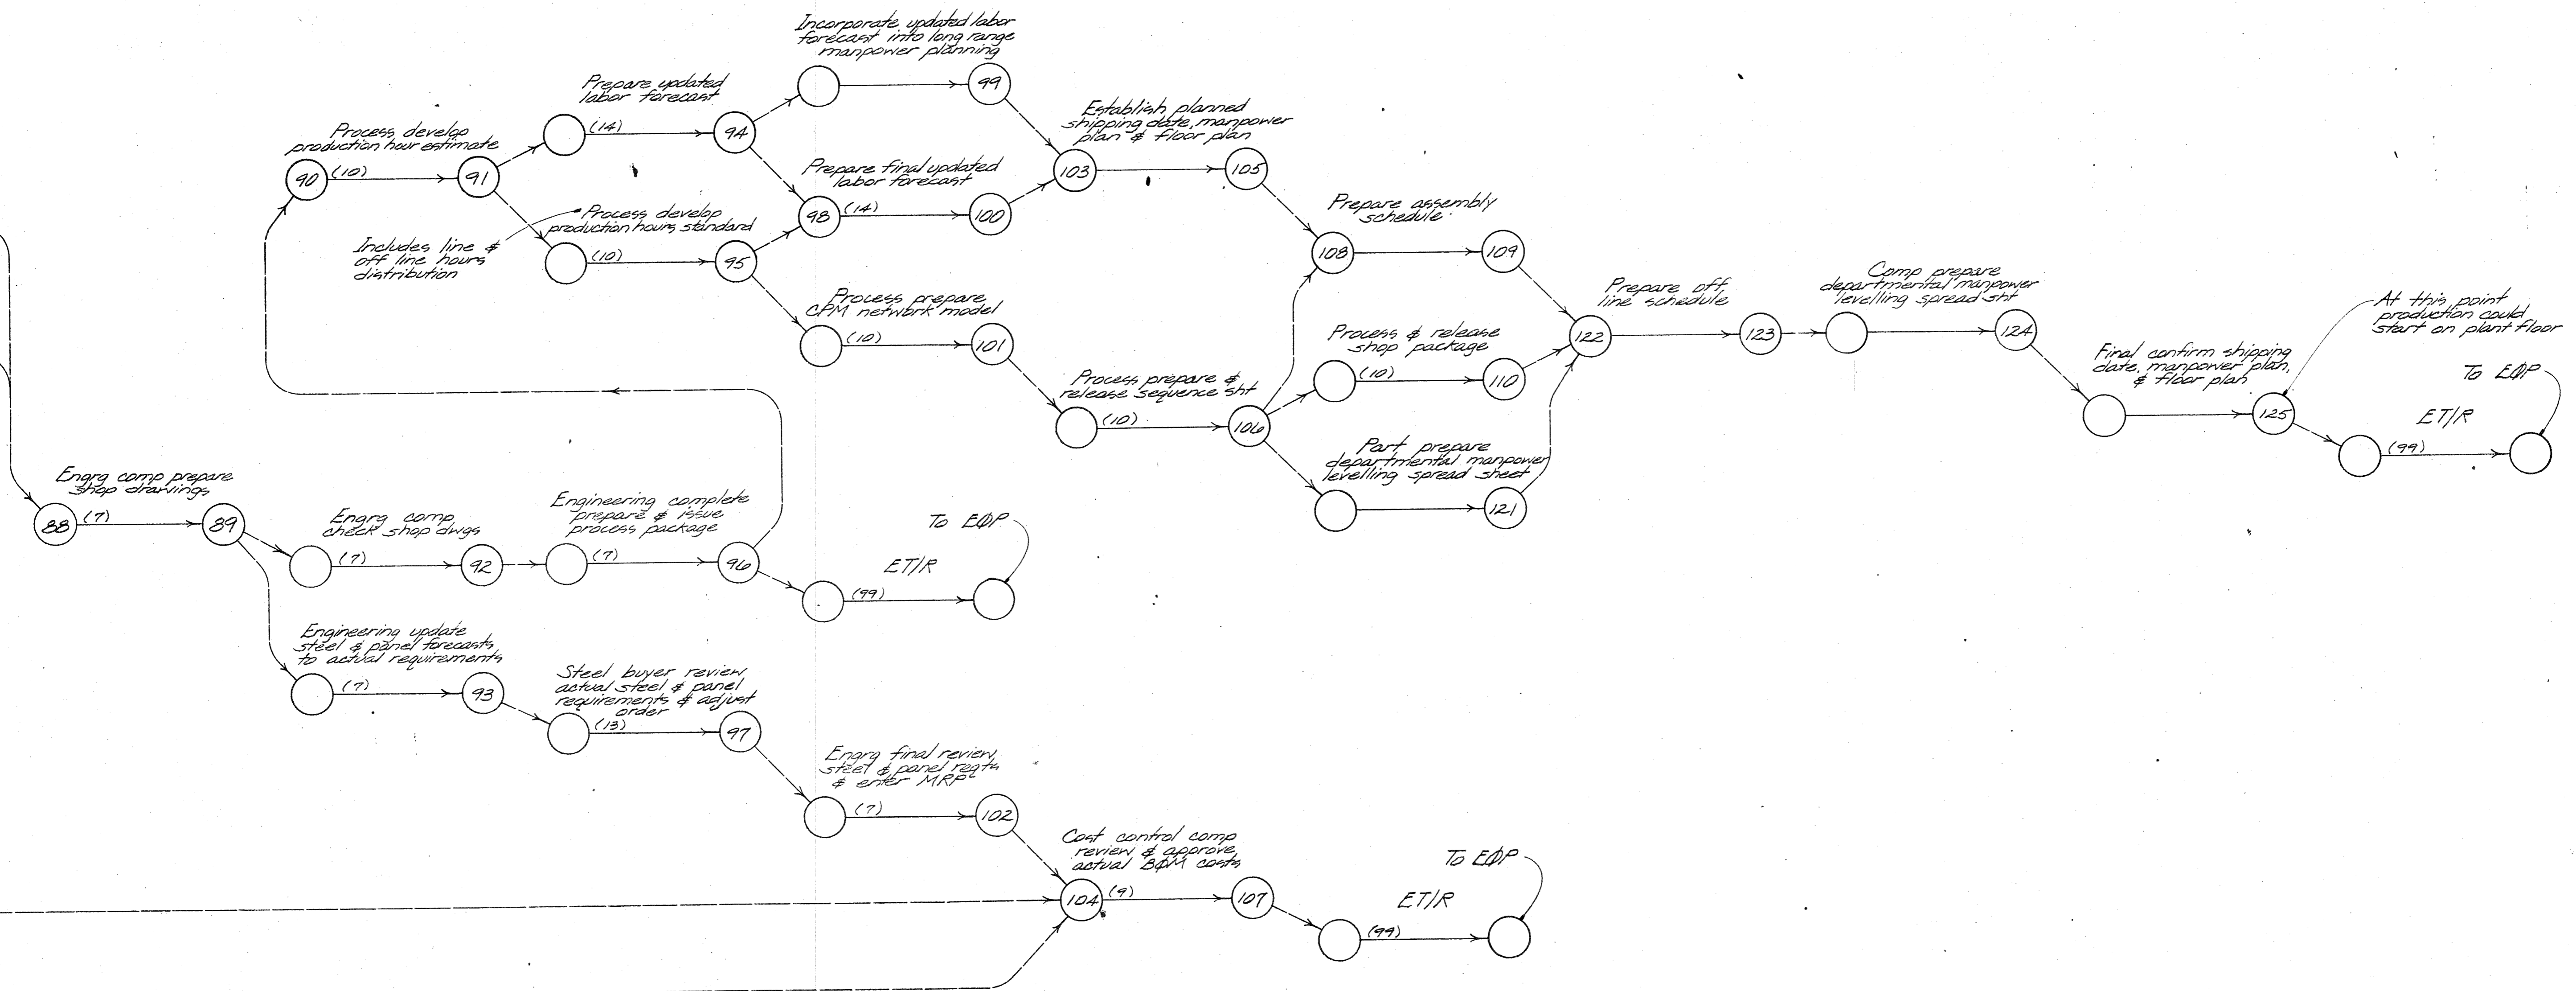 Incorporate updated labor
forecast into long range
manpower planning
99
Prepare updated
labor forecast
(14)
94
Process develop
production hour estimate
90
(10)
91
Establish planned
shipping date, manpower
plan & floor plan
103
105
Prepare final updated
labor forecast
98
(14)
100
Process develop
production hours standard
(10)
95
Includes line &
off line hours
distribution
Prepare assembly
schedule
108
109
Process prepare
CPM network model
(10)
101
Prepare off
line schedule
122
123
Comp prepare
departmental manpower
levelling spread sht
124
At this point
production could
start on plant floor
Process & release
shop package
(10)
110
Final confirm shipping
date, manpower plan,
& floor plan
125
To EØP
ET/R
(99)
Process prepare &
release sequence sht
(10)
106
Part prepare
departmental manpower
levelling spread sheet
121
Engrg comp prepare
shop drawings
88
(7)
89
Engrg comp
check shop dwgs
(7)
92
Engineering complete
prepare & issue
process package
(7)
96
To EØP
ET/R
(99)
Engineering update
steel & panel forecasts
to actual requirements
(7)
93
Steel buyer review
actual steel & panel
requirements & adjust
order
(13)
97
Engrg final review
steel & panel reqts
& enter MRP
(7)
102
Cost control comp
review & approve
actual BØM costs
104
(9)
107
To EØP
ET/R
(99)